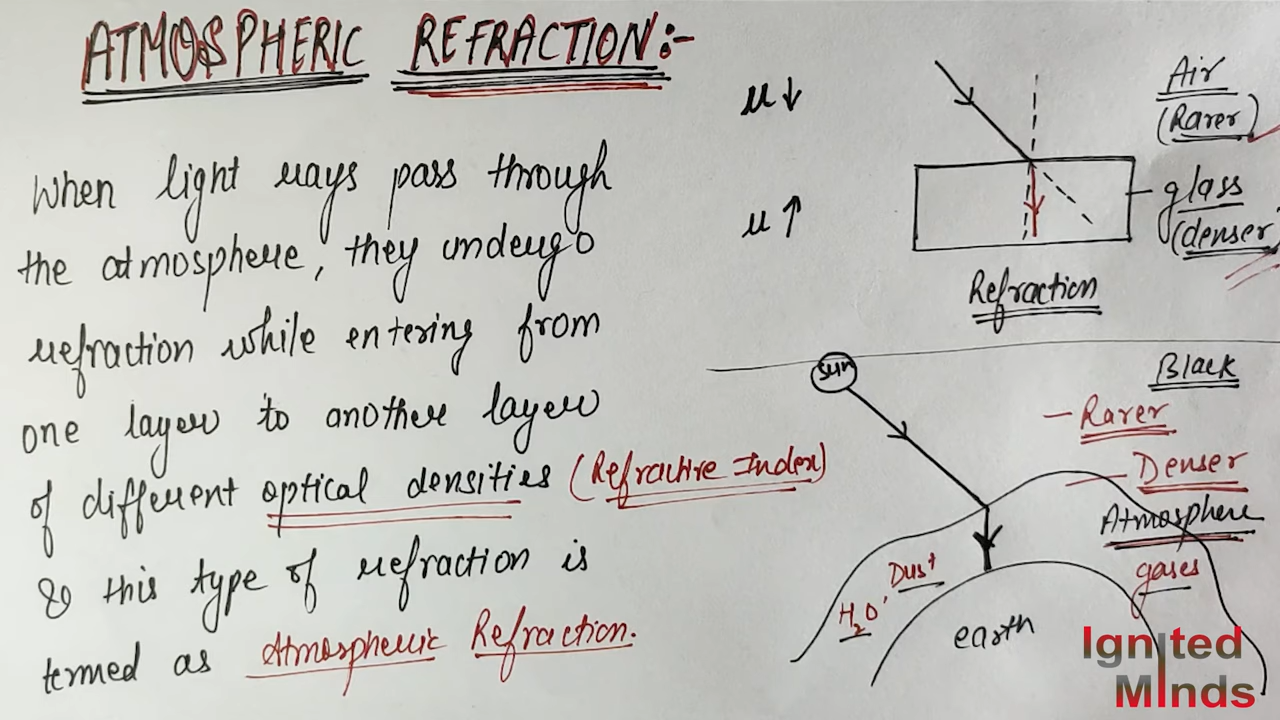 ATMOSPHERIC REFRACTION:-
When light rays pass through
the atmosphere, they undergo
refraction while entering from
one layer to another layer
of different optical densities (Refractive Index)
& this type of refraction is
termed as Atmospheric Refraction.
μ↓
Air
(Rarer)
μ↑
glass
(denser
Refraction
Sun
Black
- Rarer
Denser
Atmosphere
gases
Dust
H₂O'
earth
Ignited
Minds